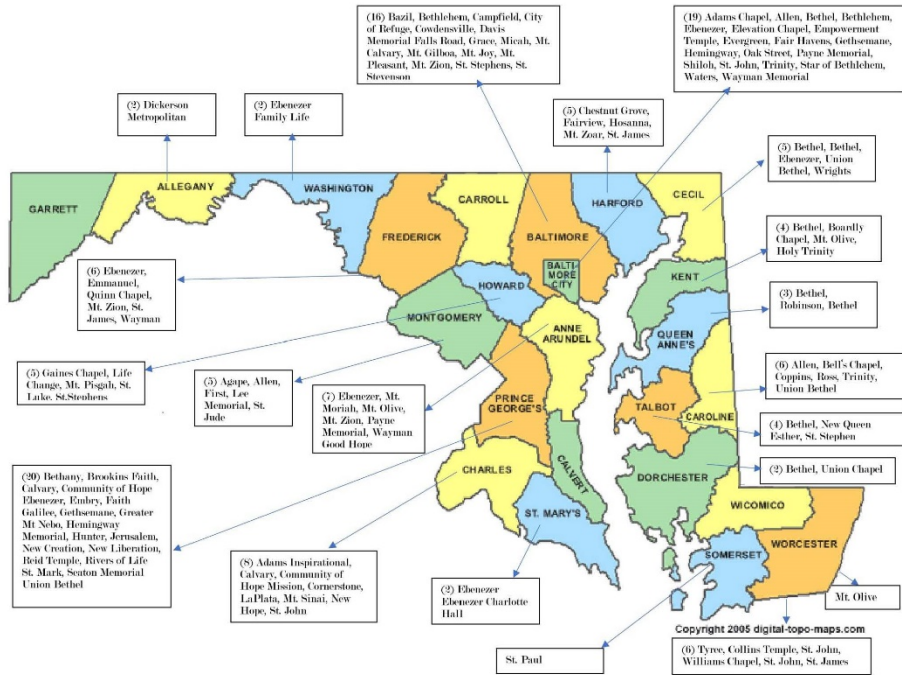 (16) Bazil, Bethlehem, Campfield, City
of Refuge, Cowdensville, Davis
Memorial Falls Road, Grace, Micah, Mt.
Calvary, Mt. Gilboa, Mt. Joy, Mt.
Pleasant, Mt. Zion, St. Stephens, St.
Stevenson
(19) Adams Chapel, Allen, Bethel, Bethlehem,
Ebenezer, Elevation Chapel, Empowerment
Temple, Evergreen, Fair Havens, Gethsemane,
Hemingway, Oak Street, Payne Memorial,
Shiloh, St. John, Trinity, Star of Bethlehem,
Waters, Wayman Memorial
(2) Dickerson
Metropolitan
(2) Ebenezer
Family Life
(5) Chestnut Grove,
Fairview, Hosanna,
Mt. Zoar, St. James
(5) Bethel, Bethel,
Ebenezer, Union
Bethel, Wrights
GARRETT
ALLEGANY
WASHINGTON
FREDERICK
CARROLL
BALTIMORE
HARFORD
CECIL
BALTI
MORE
CITY
(4) Bethel, Boardly
Chapel, Mt. Olive,
Holy Trinity
KENT
(6) Ebenezer,
Emmanuel,
Quinn Chapel,
Mt. Zion, St.
James, Wayman
HOWARD
MONTGOMERY
ANNE
ARUNDEL
QUEEN
ANNE'S
(3) Bethel,
Robinson, Bethel
(5) Gaines Chapel, Life
Change, Mt. Pisgah, St.
Luke, St.Stephens
(5) Agape, Allen,
First, Lee
Memorial, St.
Jude
(7) Ebenezer, Mt.
Moriah, Mt. Olive,
Mt. Zion, Payne
Memorial, Wayman
Good Hope
PRINCE
GEORGE'S
TALBOT
CAROLINE
(6) Allen, Bell's Chapel,
Coppins, Ross, Trinity,
Union Bethel
(4) Bethel, New Queen
Esther, St. Stephen
CHARLES
CALVERT
DORCHESTER
(2) Bethel, Union Chapel
(20) Bethany, Brookins Faith,
Calvary, Community of Hope
Ebenezer, Embry, Faith
Galilee, Gethsemane, Greater
Mt Nebo, Hemingway
Memorial, Hunter, Jerusalem,
New Creation, New Liberation,
Reid Temple, Rivers of Life
St. Mark, Seaton Memorial
Union Bethel
ST. MARY'S
WICOMICO
SOMERSET
WORCESTER
(8) Adams Inspirational,
Calvary, Community of
Hope Mission, Cornerstone,
LaPlata, Mt. Sinai, New
Hope, St. John
(2) Ebenezer
Ebenezer Charlotte
Hall
Mt. Olive
Copyright 2005 digital-topo-maps.com
St. Paul
(6) Tyree, Collins Temple, St. John,
Williams Chapel, St. John, St. James